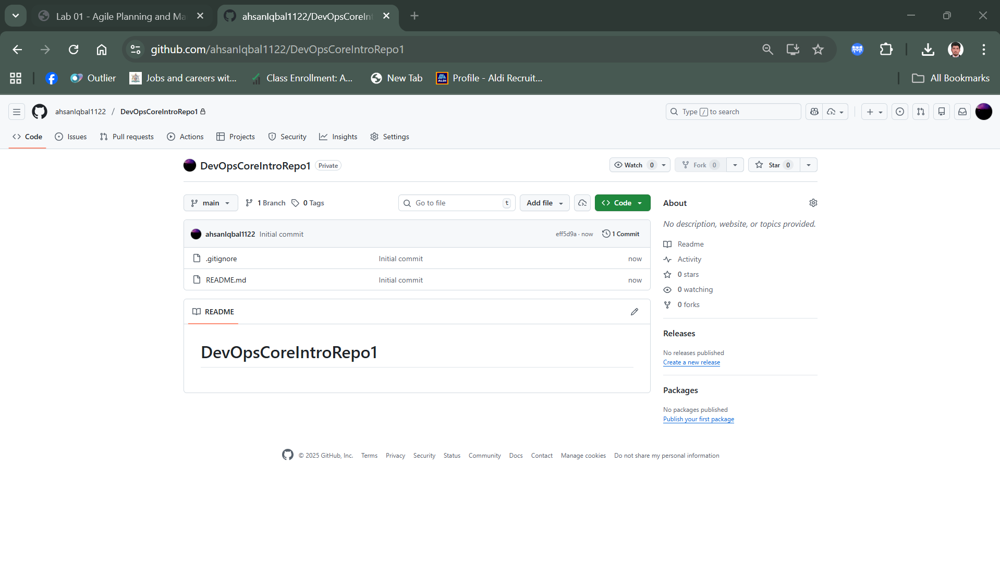 Lab 01 - Agile Planning and Ma
ahsanIqbal1122/DevOpsCoreInt
github.com/ahsanIqbal1122/DevOpsCoreIntroRepo1
Outlier
Jobs and careers wit...
Class Enrollment: A...
New Tab
ALDI
Profile - Aldi Recruit...
All Bookmarks
ahsanIqbal1122 / DevOpsCoreIntroRepo1
Type / to search
Code
Issues
Pull requests
Actions
Projects
Security
Insights
Settings
DevOpsCoreIntroRepo1 Private
Watch 0
Fork 0
Star 0
main
1 Branch
0 Tags
Go to file t
Add file
Code
ahsanIqbal1122 Initial commit eff5d9a · now 1 Commit
.gitignore Initial commit now
README.md Initial commit now
README
DevOpsCoreIntroRepo1
About
No description, website, or topics provided.
Readme
Activity
0 stars
0 watching
0 forks
Releases
No releases published
Create a new release
Packages
No packages published
Publish your first package
© 2025 GitHub, Inc. Terms Privacy Security Status Community Docs Contact Manage cookies Do not share my personal information